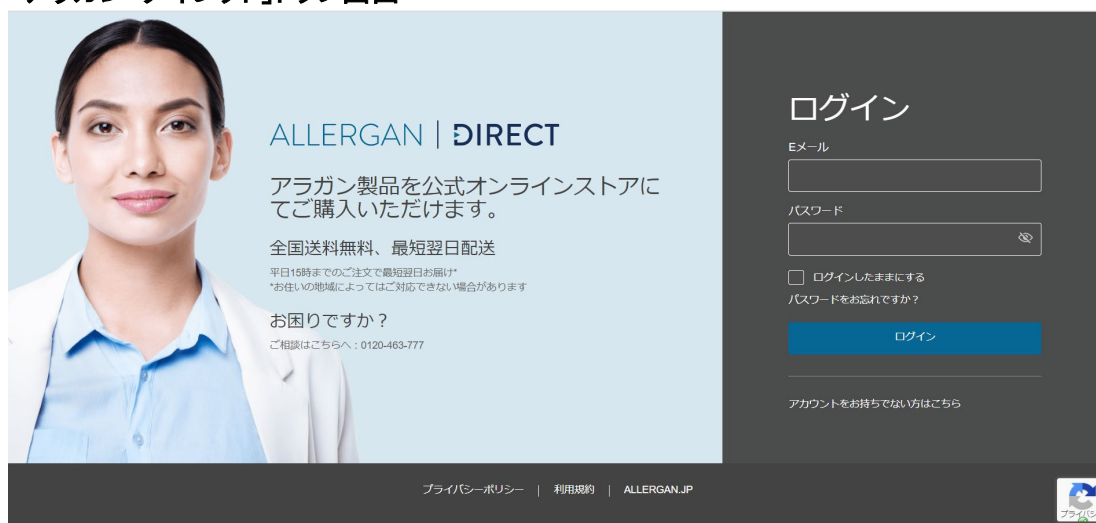 ALLERGAN | DIRECT
アラガン製品を公式オンラインストアに
てご購入いただけます。
全国送料無料、最短翌日配送
平日15時までのご注文で最短翌日お届け*
*お住いの地域によってはご対応できない場合があります
お困りですか？
ご相談はこちらへ：0120-463-777
ログイン
Eメール
パスワード
ログインしたままにする
パスワードをお忘れですか？
ログイン
アカウントをお持ちでない方はこちら
プライバシーポリシー | 利用規約 | ALLERGAN.JP